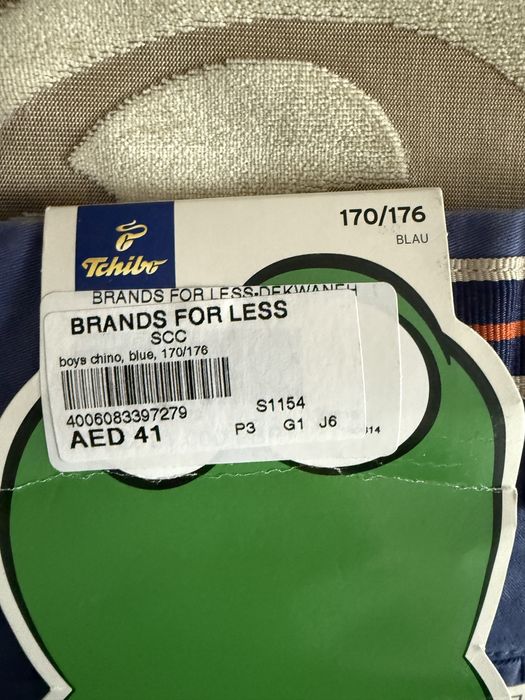 170/176
BLAU
Tchibo
BRANDS FOR LESS-DEKWANEH
BRANDS FOR LESS
SCC
boys chino, blue, 170/176
4006083397279
S1154
AED 41
P3 G1 J6